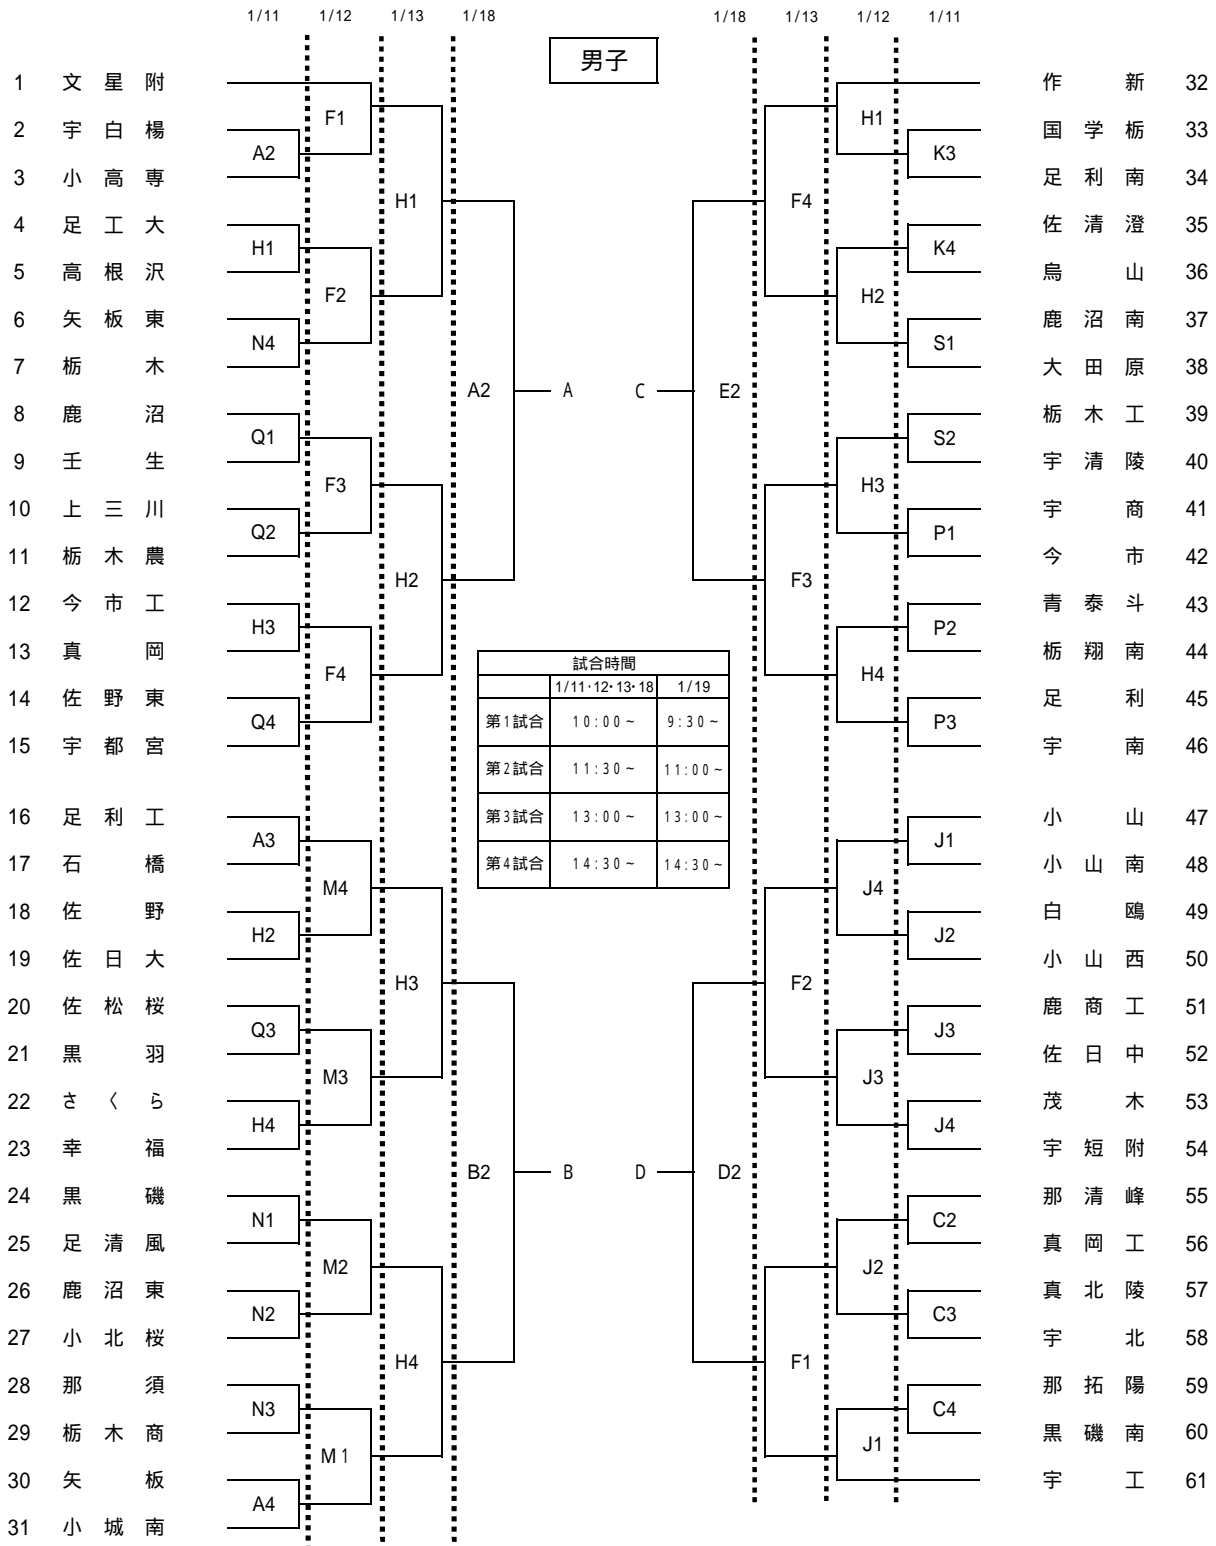 1/11 1/12 1/13 1/18 1/18 1/13 1/12 1/11
男子
1 文星附 作新 32
F1 H1
2 宇白楊 国学栃 33
A2 K3
3 小高専 足利南 34
H1 F4
4 足工大 佐清澄 35
H1 K4
5 高根沢 烏山 36
F2 H2
6 矢板東 鹿沼南 37
N4 S1
7 栃木 大田原 38
A2 A C E2
8 鹿沼 栃木工 39
Q1 S2
9 壬生 宇清陵 40
F3 H3
10 上三川 宇商 41
Q2 P1
11 栃木農 今市 42
H2 F3
12 今市工 青泰斗 43
H3 P2
13 真岡 栃翔南 44
F4 H4
14 佐野東 足利 45
Q4 P3
15 宇都宮 宇南 46
試合時間
1/11・12・13・18 1/19
第1試合 10:00~ 9:30~
第2試合 11:30~ 11:00~
第3試合 13:00~ 13:00~
第4試合 14:30~ 14:30~
16 足利工 小山 47
A3 J1
17 石橋 小山南 48
M4 J4
18 佐野 白鴎 49
H2 J2
19 佐日大 小山西 50
H3 F2
20 佐松桜 鹿商工 51
Q3 J3
21 黒羽 佐日中 52
M3 J3
22 さくら 茂木 53
H4 J4
23 幸福 宇短附 54
B2 B D D2
24 黒磯 那清峰 55
N1 C2
25 足清風 真岡工 56
M2 J2
26 鹿沼東 真北陵 57
N2 C3
27 小北桜 宇北 58
H4 F1
28 那須 那拓陽 59
N3 C4
29 栃木商 黒磯南 60
M1 J1
30 矢板 宇工 61
A4
31 小城南